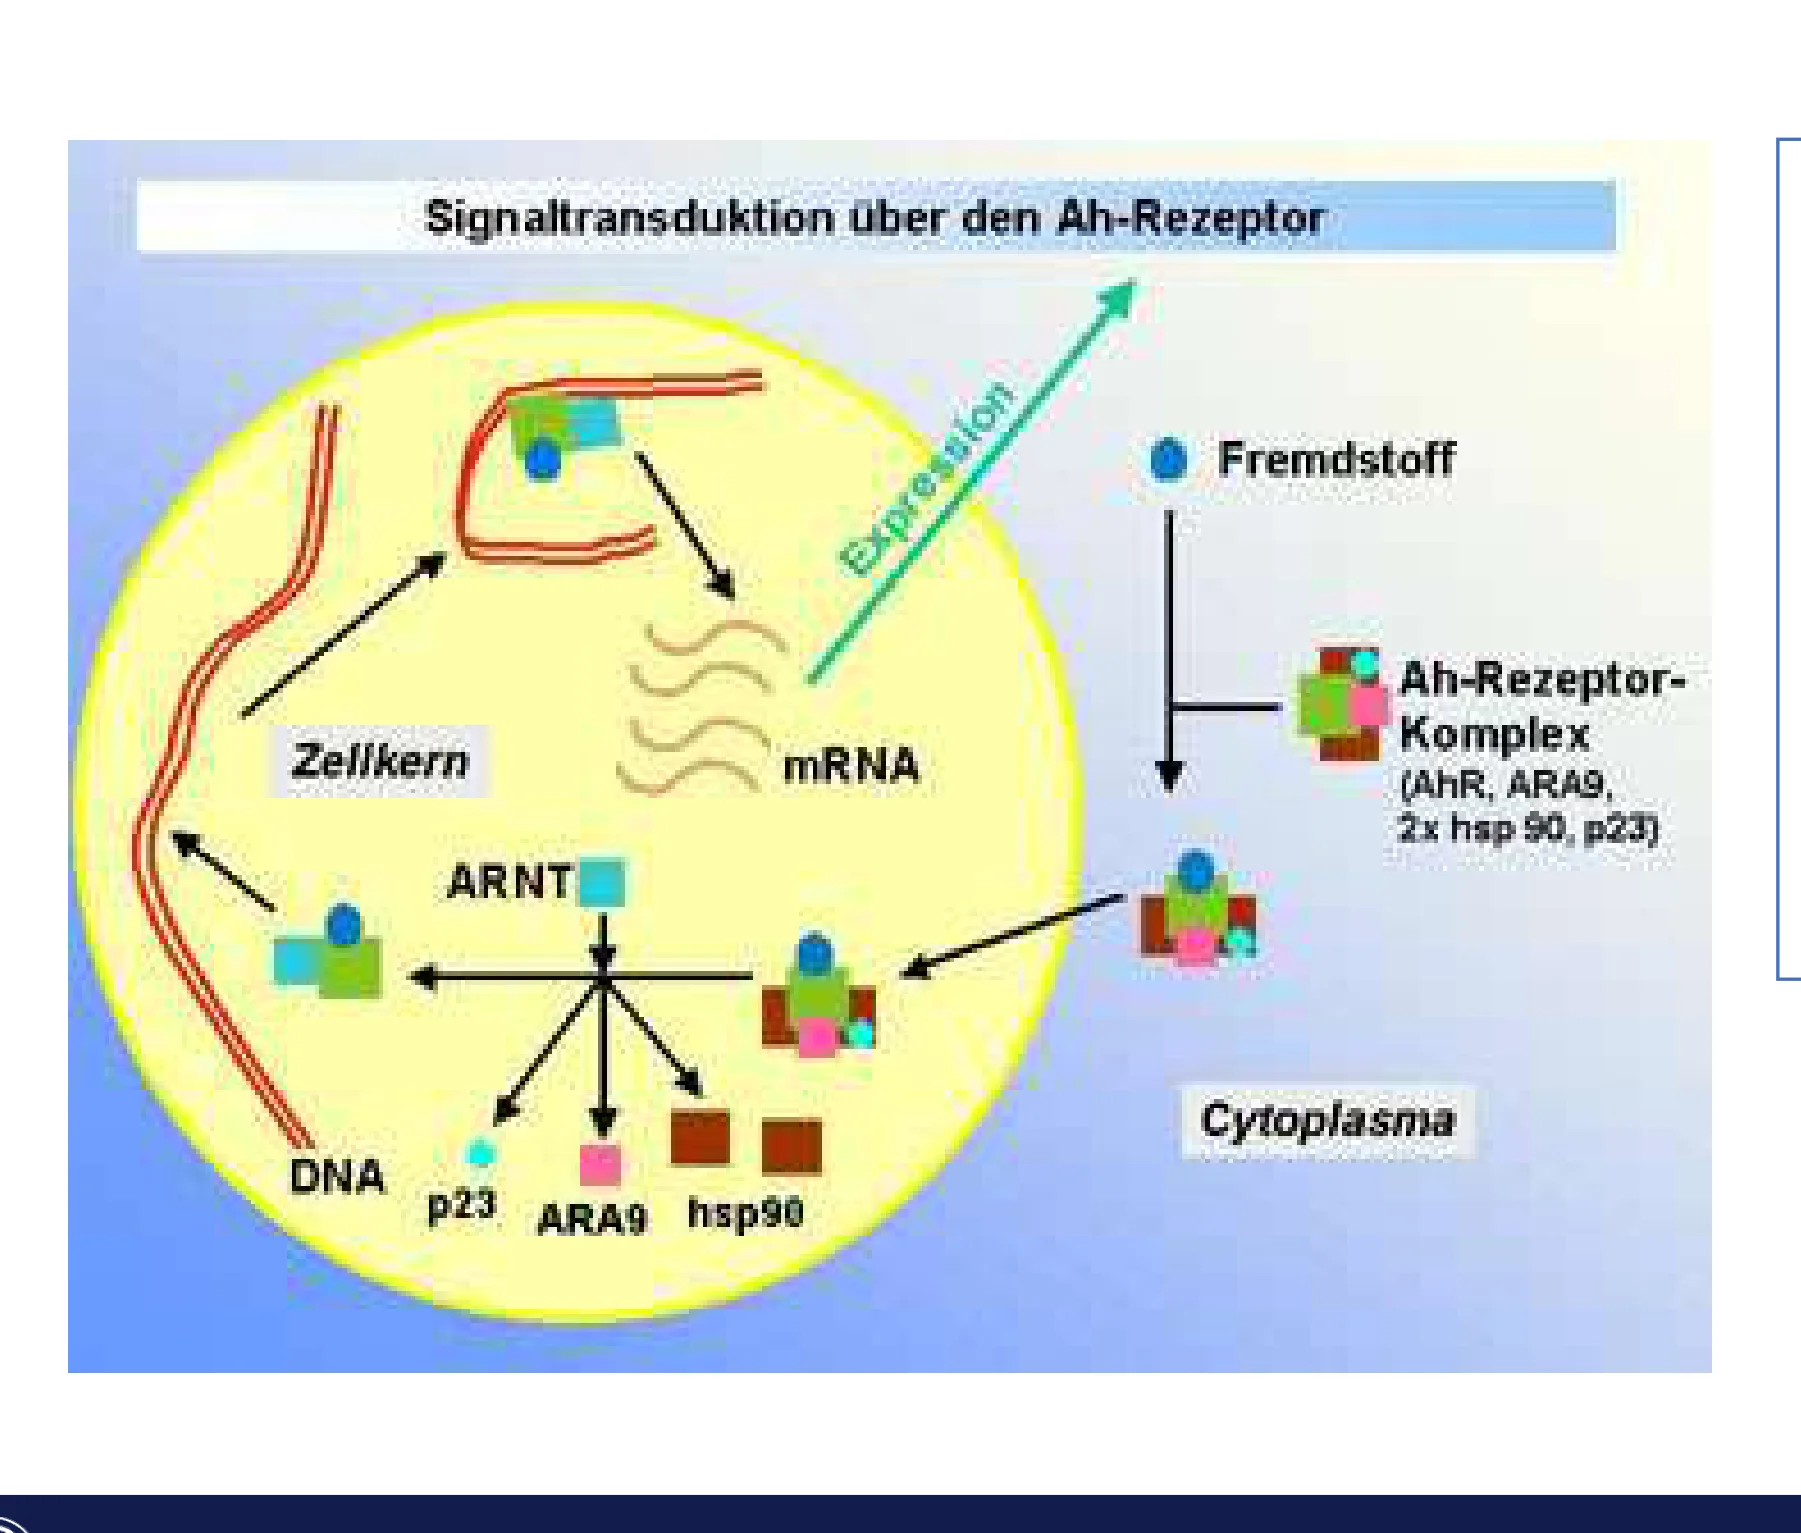 Signaltransduktion über den Ah-Rezeptor
Expression
Fremdstoff
Ah-Rezeptor-
Komplex
(AhR, ARA9,
2x hsp 90, p23)
Zellkern
mRNA
ARNT
Cytoplasma
DNA
p23
ARA9
hsp90